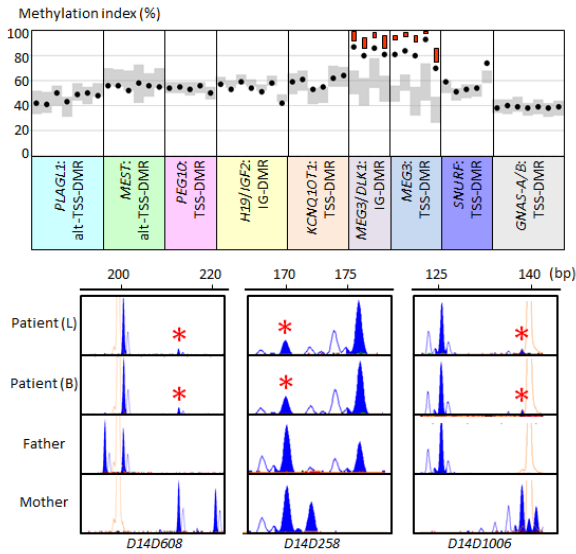 Methylation index (%)
100
80
60
40
20
0
PLAGL1:
alt-TSS-DMR
MEST:
alt-TSS-DMR
PEG10:
TSS-DMR
H19/IGF2:
IG-DMR
KCNQ1OT1:
TSS-DMR
MEG3/DLK1:
IG-DMR
MEG3:
TSS-DMR
SNURF:
TSS-DMR
GNAS-A/B:
TSS-DMR
200 220 170 175 125 140 (bp)
Patient (L) * * *
Patient (B) * * *
Father
Mother
D14D608 D14D258 D14D1006